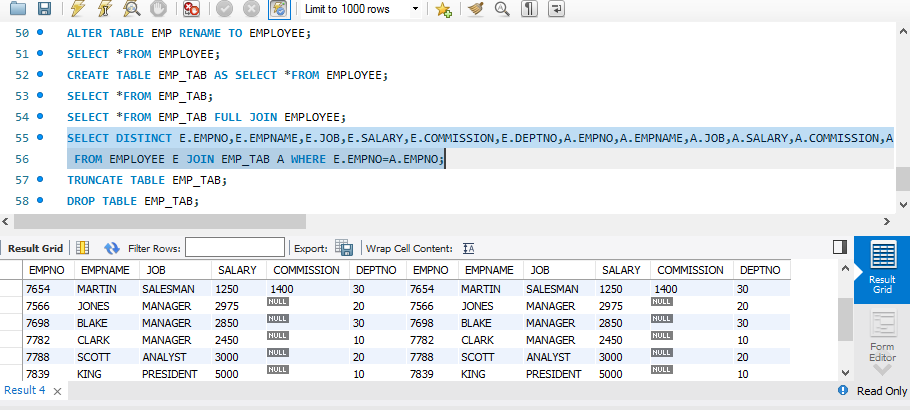 Limit to 1000 rows
50 ALTER TABLE EMP RENAME TO EMPLOYEE;
51 SELECT *FROM EMPLOYEE;
52 CREATE TABLE EMP_TAB AS SELECT *FROM EMPLOYEE;
53 SELECT *FROM EMP_TAB;
54 SELECT *FROM EMP_TAB FULL JOIN EMPLOYEE;
55 SELECT DISTINCT E.EMPNO,E.EMPNAME,E.JOB,E.SALARY,E.COMMISSION,E.DEPTNO,A.EMPNO,A.EMPNAME,A.JOB,A.SALARY,A.COMMISSION,A
56 FROM EMPLOYEE E JOIN EMP_TAB A WHERE E.EMPNO=A.EMPNO;
57 TRUNCATE TABLE EMP_TAB;
58 DROP TABLE EMP_TAB;
Result Grid Filter Rows: Export: Wrap Cell Content: IA
EMPNO EMPNAME JOB SALARY COMMISSION DEPTNO EMPNO EMPNAME JOB SALARY COMMISSION DEPTNO
7654 MARTIN SALESMAN 1250 1400 30 7654 MARTIN SALESMAN 1250 1400 30
7566 JONES MANAGER 2975 NULL 20 7566 JONES MANAGER 2975 NULL 20
7698 BLAKE MANAGER 2850 NULL 30 7698 BLAKE MANAGER 2850 NULL 30
7782 CLARK MANAGER 2450 NULL 10 7782 CLARK MANAGER 2450 NULL 10
7788 SCOTT ANALYST 3000 NULL 20 7788 SCOTT ANALYST 3000 NULL 20
7839 KING PRESIDENT 5000 NULL 10 7839 KING PRESIDENT 5000 NULL 10
Result
Grid
Form
Editor
Result 4 Read Only